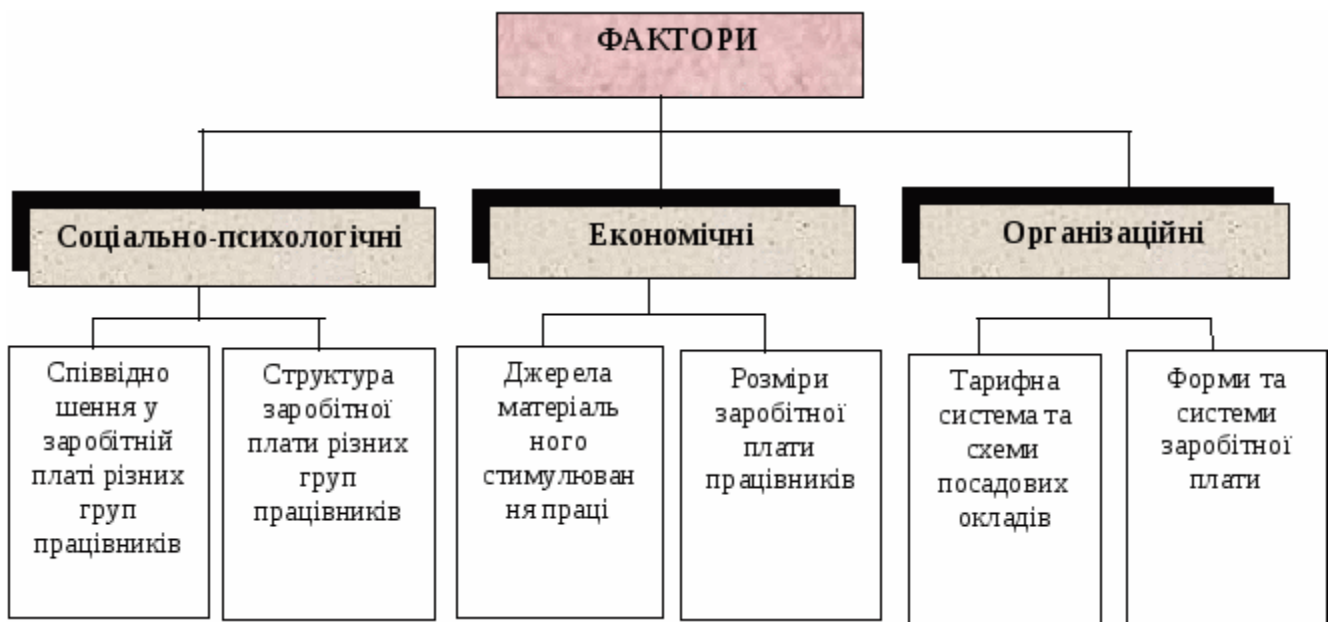 ФАКТОРИ
Соціально-психологічні
Економічні
Організаційні
Співвідно
шення у
заробітній
платі різних
груп
працівників
Структура
заробітної
плати різних
груп
працівників
Джерела
матеріаль
ного
стимулюван
ня праці
Розміри
заробітної
плати
працівників
Тарифна
система та
схеми
посадових
окладів
Форми та
системи
заробітної
плати